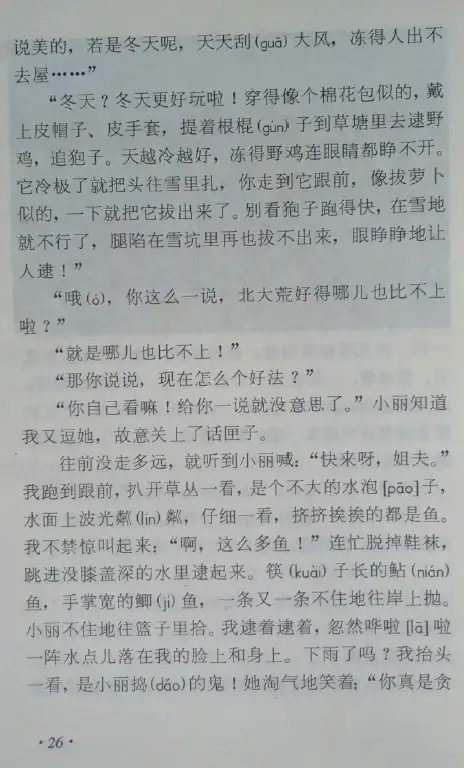 说美的，若是冬天呢，天天刮(guā)大风，冻得人出不
去屋……”
“冬天？冬天更好玩啦！穿得像个棉花包似的，戴
上皮帽子、皮手套，提着根棍(gùn)子到草塘里去逮野
鸡，追狍子。天越冷越好，冻得野鸡连眼睛都睁不开。
它冷极了就把头往雪里扎，你走到它跟前，像拔萝卜
似的，一下就把它拔出来了。别看狍子跑得快，在雪地
就不行了，腿陷在雪坑里再也拔不出来，眼睁睁地让
人逮！”
“哦(ò)，你这么一说，北大荒好得哪儿也比不上
啦？”
“就是哪儿也比不上！”
“那你说说，现在怎么个好法？”
“你自己看嘛！给你一说就没意思了。”小丽知道
我又逗她，故意关上了话匣子。
往前没走多远，就听到小丽喊：“快来呀，姐夫。”
我跑到跟前，扒开草丛一看，是个不大的水泡[pāo]子，
水面上波光粼(lín)粼，仔细一看，挤挤挨挨的都是鱼。
我不禁惊叫起来：“啊，这么多鱼！”连忙脱掉鞋袜，
跳进没膝盖深的水里逮起来。筷(kuài)子长的鲇(nián)
鱼，手掌宽的鲫(jì)鱼，一条又一条不住地往岸上抛。
小丽不住地往篮子里拾。我逮着逮着，忽然哗啦[lā]啦
一阵水点儿落在我的脸上和身上。下雨了吗？我抬头
一看，是小丽捣(dǎo)的鬼！她淘气地笑着：“你真是贪
·26·